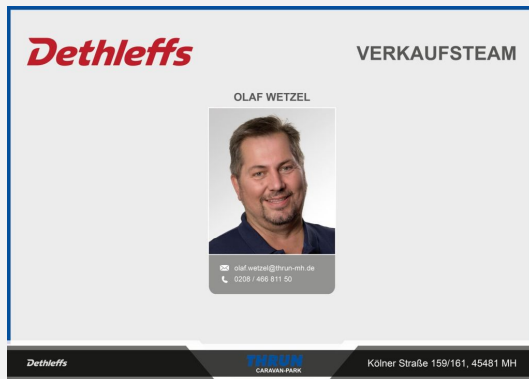 Dethleffs
VERKAUFSTEAM
OLAF WETZEL
olaf.wetzel@thrun-mh.de
0208 / 466 811 50
Dethleffs
THRUN
CARAVAN-PARK
Kölner Straße 159/161, 45481 MH